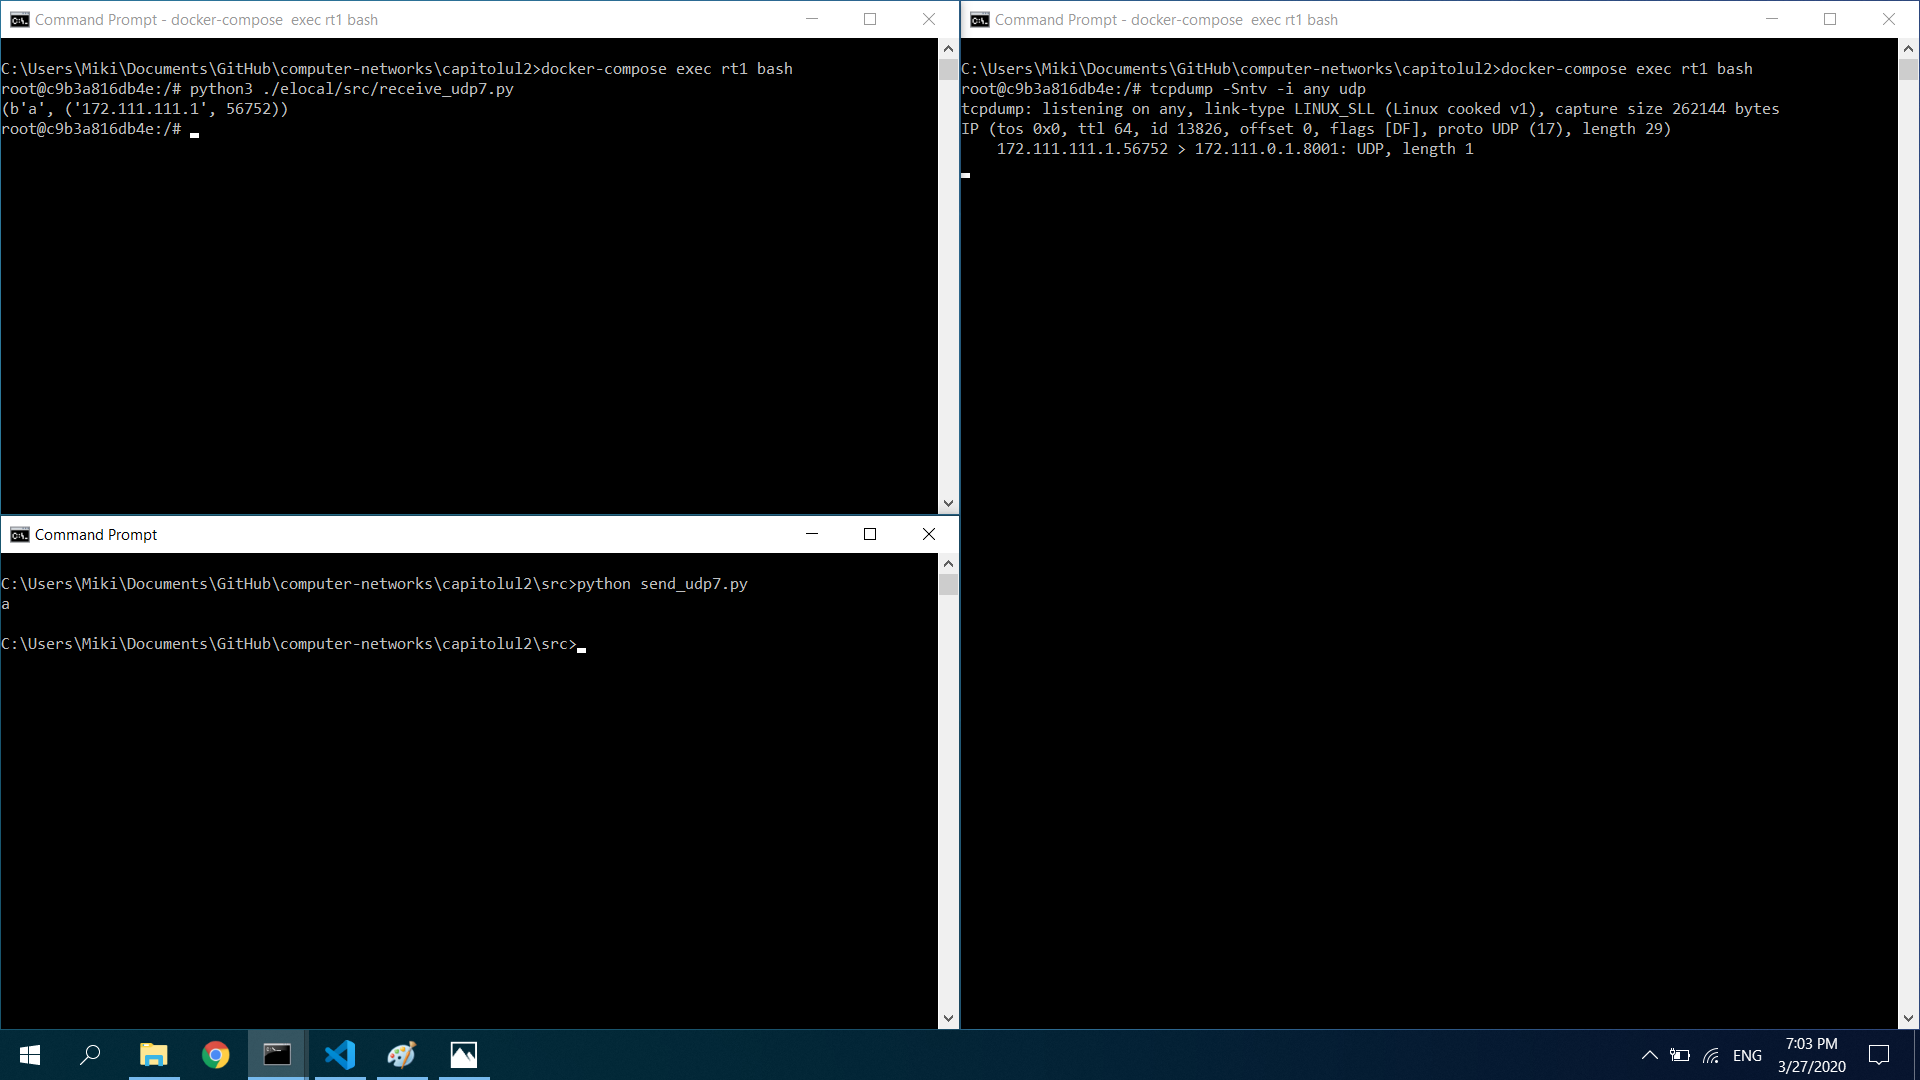 Command Prompt - docker-compose  exec rt1 bash
C:\Users\Miki\Documents\GitHub\computer-networks\capitolul2>docker-compose exec rt1 bash
root@c9b3a816db4e:/# python3 ./elocal/src/receive_udp7.py
(b'a', ('172.111.111.1', 56752))
root@c9b3a816db4e:/#
Command Prompt - docker-compose  exec rt1 bash
C:\Users\Miki\Documents\GitHub\computer-networks\capitolul2>docker-compose exec rt1 bash
root@c9b3a816db4e:/# tcpdump -Sntv -i any udp
tcpdump: listening on any, link-type LINUX_SLL (Linux cooked v1), capture size 262144 bytes
IP (tos 0x0, ttl 64, id 13826, offset 0, flags [DF], proto UDP (17), length 29)
    172.111.111.1.56752 > 172.111.0.1.8001: UDP, length 1
Command Prompt
C:\Users\Miki\Documents\GitHub\computer-networks\capitolul2\src>python send_udp7.py
a
C:\Users\Miki\Documents\GitHub\computer-networks\capitolul2\src>
ENG
7:03 PM
3/27/2020